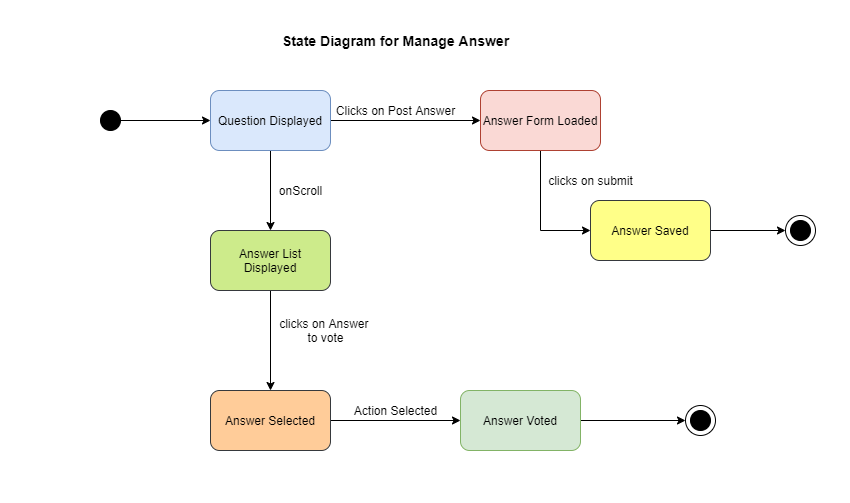 State Diagram for Manage Answer
Question Displayed
Clicks on Post Answer
Answer Form Loaded
onScroll
clicks on submit
Answer Saved
Answer List
Displayed
clicks on Answer
to vote
Answer Selected
Action Selected
Answer Voted